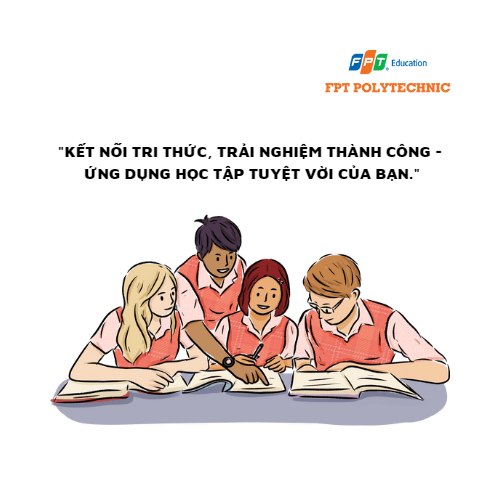 FPT Education
FPT POLYTECHNIC
"KẾT NỐI TRI THỨC, TRẢI NGHIỆM THÀNH CÔNG -
ỨNG DỤNG HỌC TẬP TUYỆT VỜI CỦA BẠN."